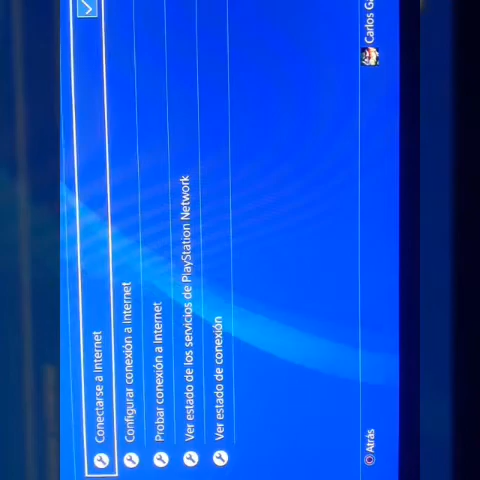 Conectarse a Internet
Configurar conexión a Internet
Probar conexión a Internet
Ver estado de los servicios de PlayStation Network
Ver estado de conexión
Atrás
Carlos